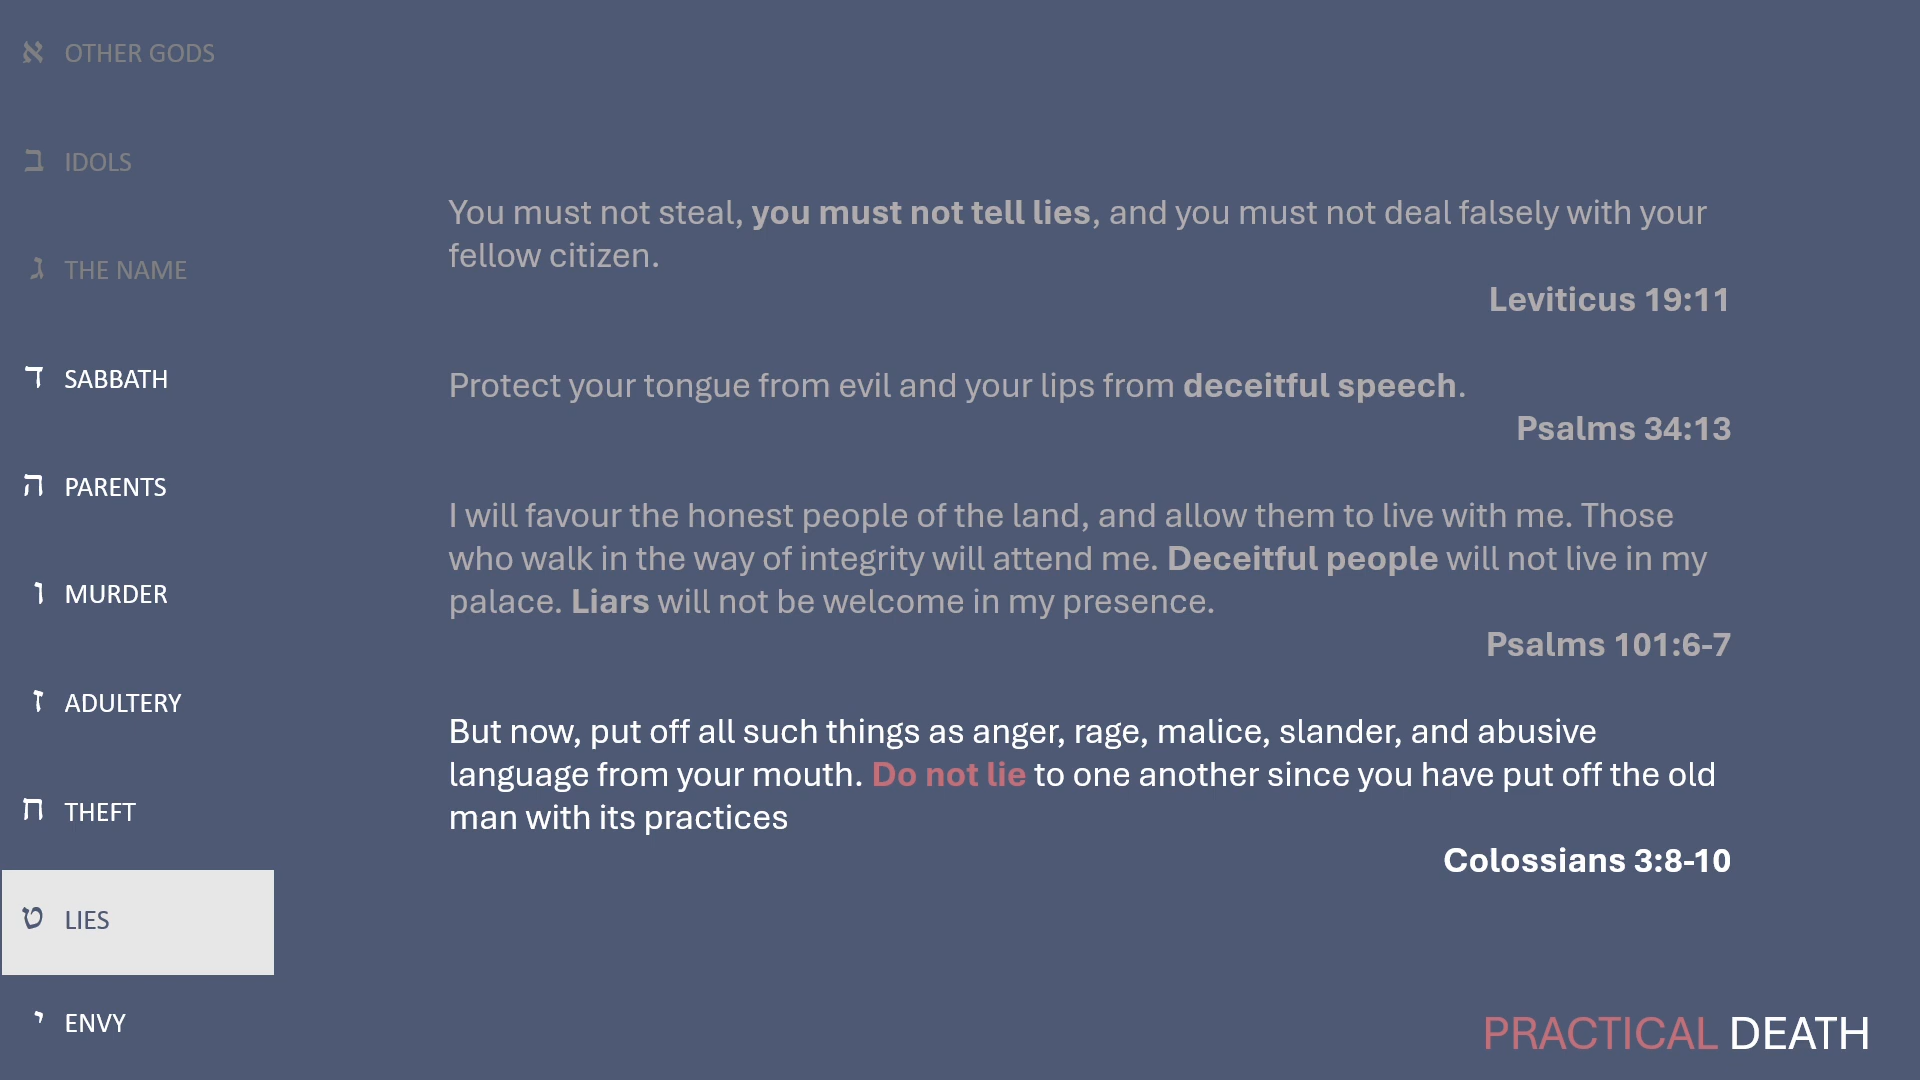 א OTHER GODS
ב IDOLS
ג THE NAME
ד SABBATH
ה PARENTS
ו MURDER
ז ADULTERY
ח THEFT
ט LIES
י ENVY
You must not steal, you must not tell lies, and you must not deal falsely with your
fellow citizen.
Leviticus 19:11
Protect your tongue from evil and your lips from deceitful speech.
Psalms 34:13
I will favour the honest people of the land, and allow them to live with me. Those
who walk in the way of integrity will attend me. Deceitful people will not live in my
palace. Liars will not be welcome in my presence.
Psalms 101:6-7
But now, put off all such things as anger, rage, malice, slander, and abusive
language from your mouth. Do not lie to one another since you have put off the old
man with its practices
Colossians 3:8-10
PRACTICAL DEATH